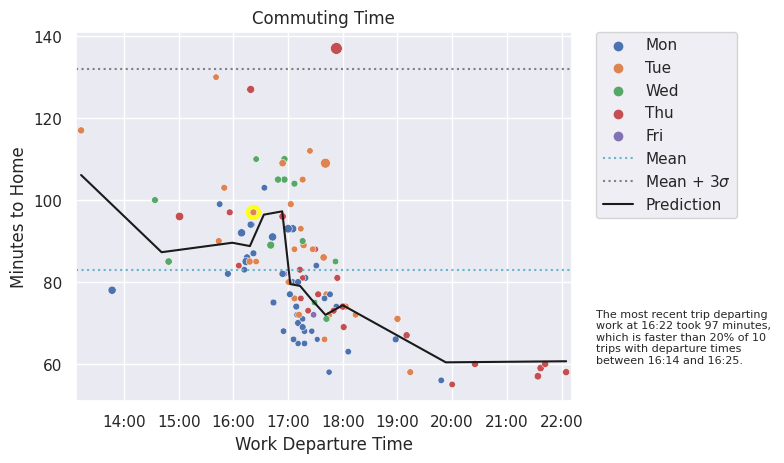 Commuting Time
140
120
100
80
60
Minutes to Home
14:00 15:00 16:00 17:00 18:00 19:00 20:00 21:00 22:00
Work Departure Time
Mon
Tue
Wed
Thu
Fri
Mean
Mean + 3σ
Prediction
The most recent trip departing
work at 16:22 took 97 minutes,
which is faster than 20% of 10
trips with departure times
between 16:14 and 16:25.